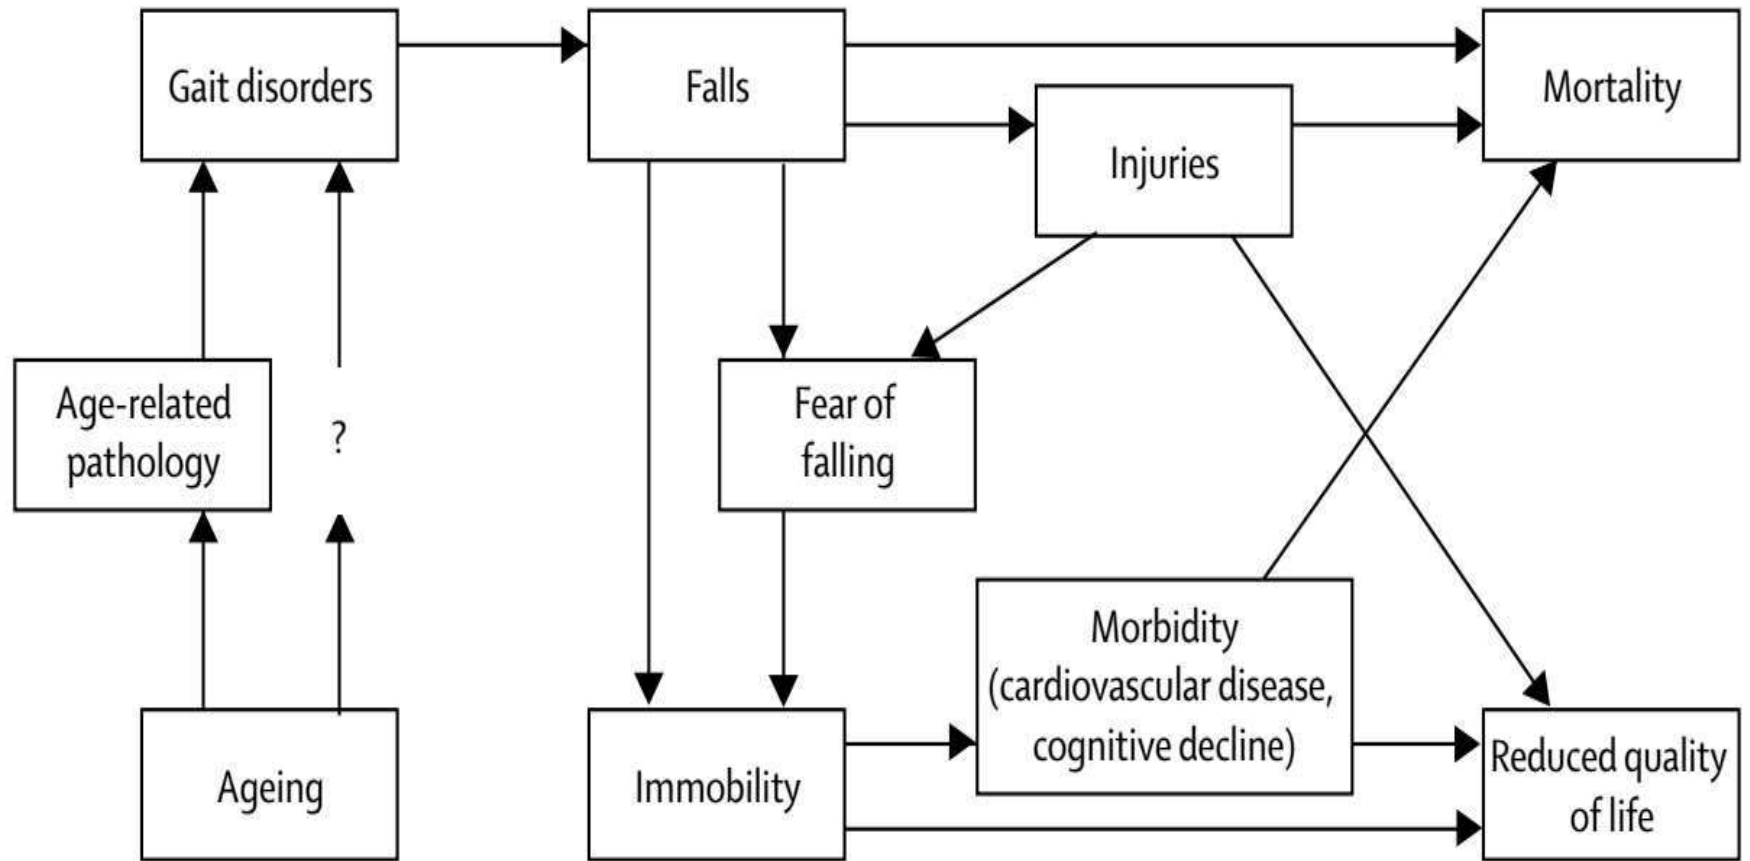 Gait disorders
Falls
Mortality
Injuries
Age-related
pathology
?
Fear of
falling
Morbidity
(cardiovascular disease,
cognitive decline)
Ageing
Immobility
Reduced quality
of life